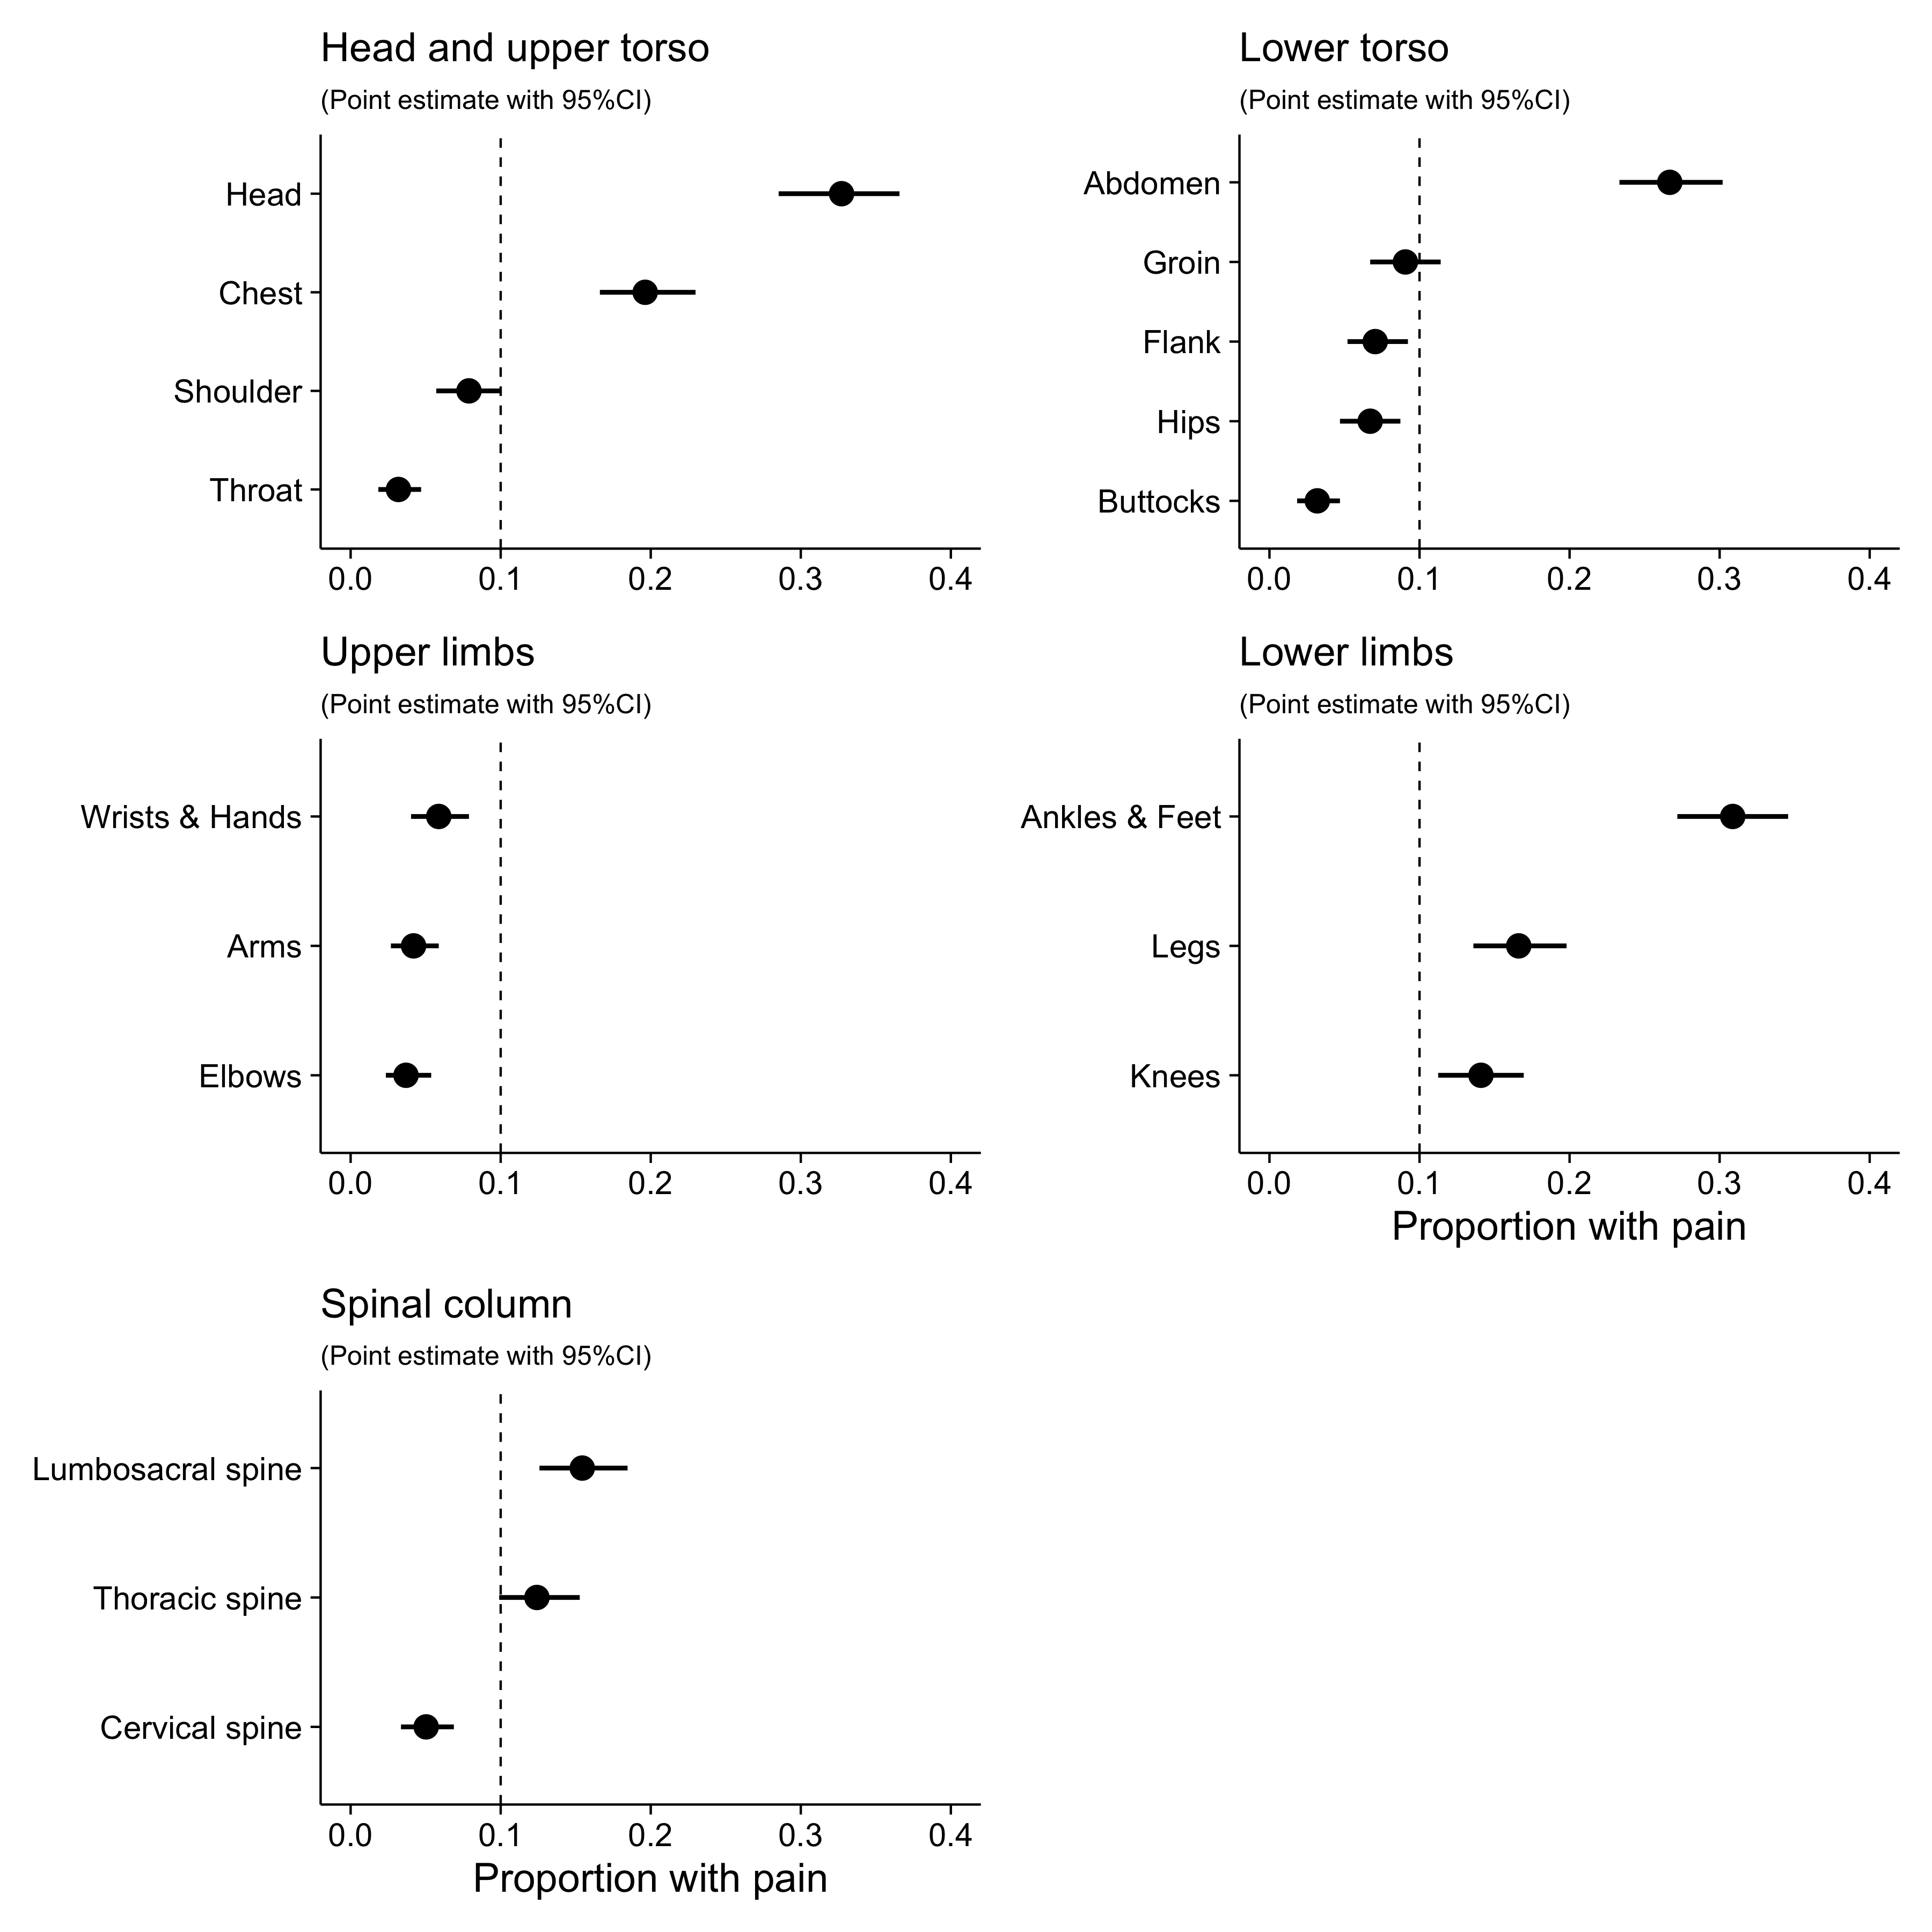 Head and upper torso
(Point estimate with 95%CI)
Head
Chest
Shoulder
Throat
0.0 0.1 0.2 0.3 0.4
Lower torso
(Point estimate with 95%CI)
Abdomen
Groin
Flank
Hips
Buttocks
0.0 0.1 0.2 0.3 0.4
Upper limbs
(Point estimate with 95%CI)
Wrists & Hands
Arms
Elbows
0.0 0.1 0.2 0.3 0.4
Lower limbs
(Point estimate with 95%CI)
Ankles & Feet
Legs
Knees
0.0 0.1 0.2 0.3 0.4
Proportion with pain
Spinal column
(Point estimate with 95%CI)
Lumbosacral spine
Thoracic spine
Cervical spine
0.0 0.1 0.2 0.3 0.4
Proportion with pain